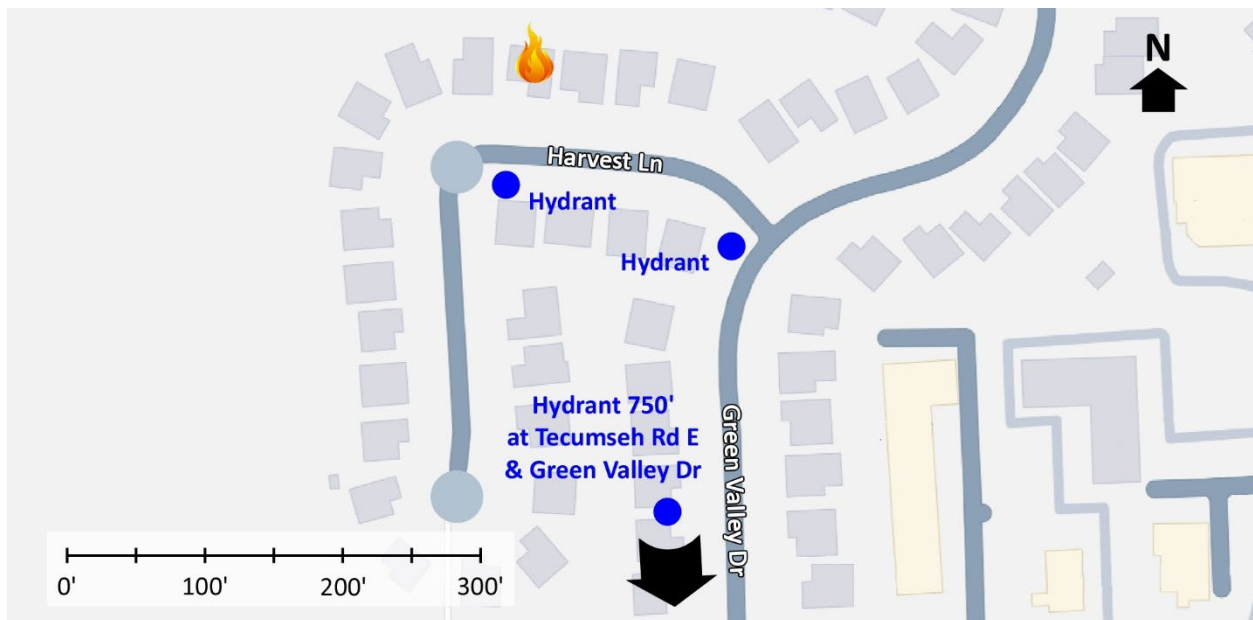 N
Harvest Ln
Hydrant
Hydrant
Hydrant 750'
at Tecumseh Rd E
& Green Valley Dr
Green Valley Dr
0' 100' 200' 300'